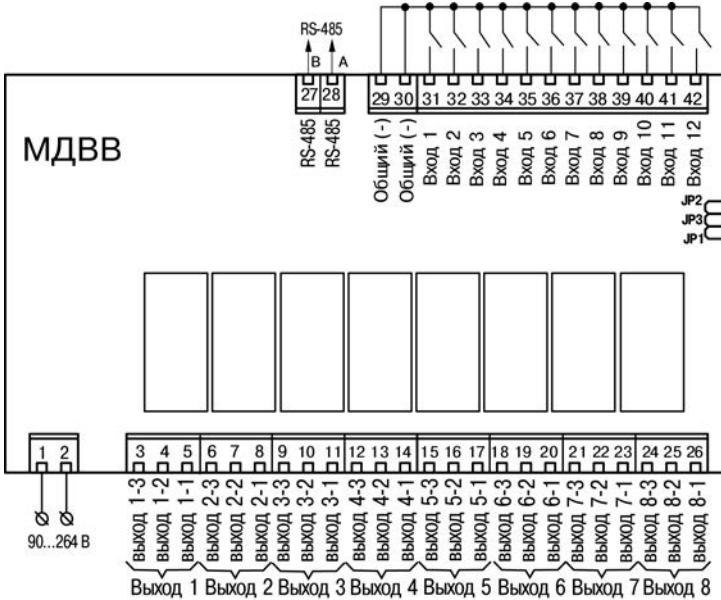 RS-485
B A
27 28 29 30 31 32 33 34 35 36 37 38 39 40 41 42
RS-485
RS-485
Общий (-)
Общий (-)
Вход 1
Вход 2
Вход 3
Вход 4
Вход 5
Вход 6
Вход 7
Вход 8
Вход 9
Вход 10
Вход 11
Вход 12
МДВВ
JP2
JP3
JP1
1 2 3 4 5 6 7 8 9 10 11 12 13 14 15 16 17 18 19 20 21 22 23 24 25 26
90...264 В
выход 1-3
выход 1-2
выход 1-1
выход 2-3
выход 2-2
выход 2-1
выход 3-3
выход 3-2
выход 3-1
выход 4-3
выход 4-2
выход 4-1
выход 5-3
выход 5-2
выход 5-1
выход 6-3
выход 6-2
выход 6-1
выход 7-3
выход 7-2
выход 7-1
выход 8-3
выход 8-2
выход 8-1
Выход 1 Выход 2 Выход 3 Выход 4 Выход 5 Выход 6 Выход 7 Выход 8